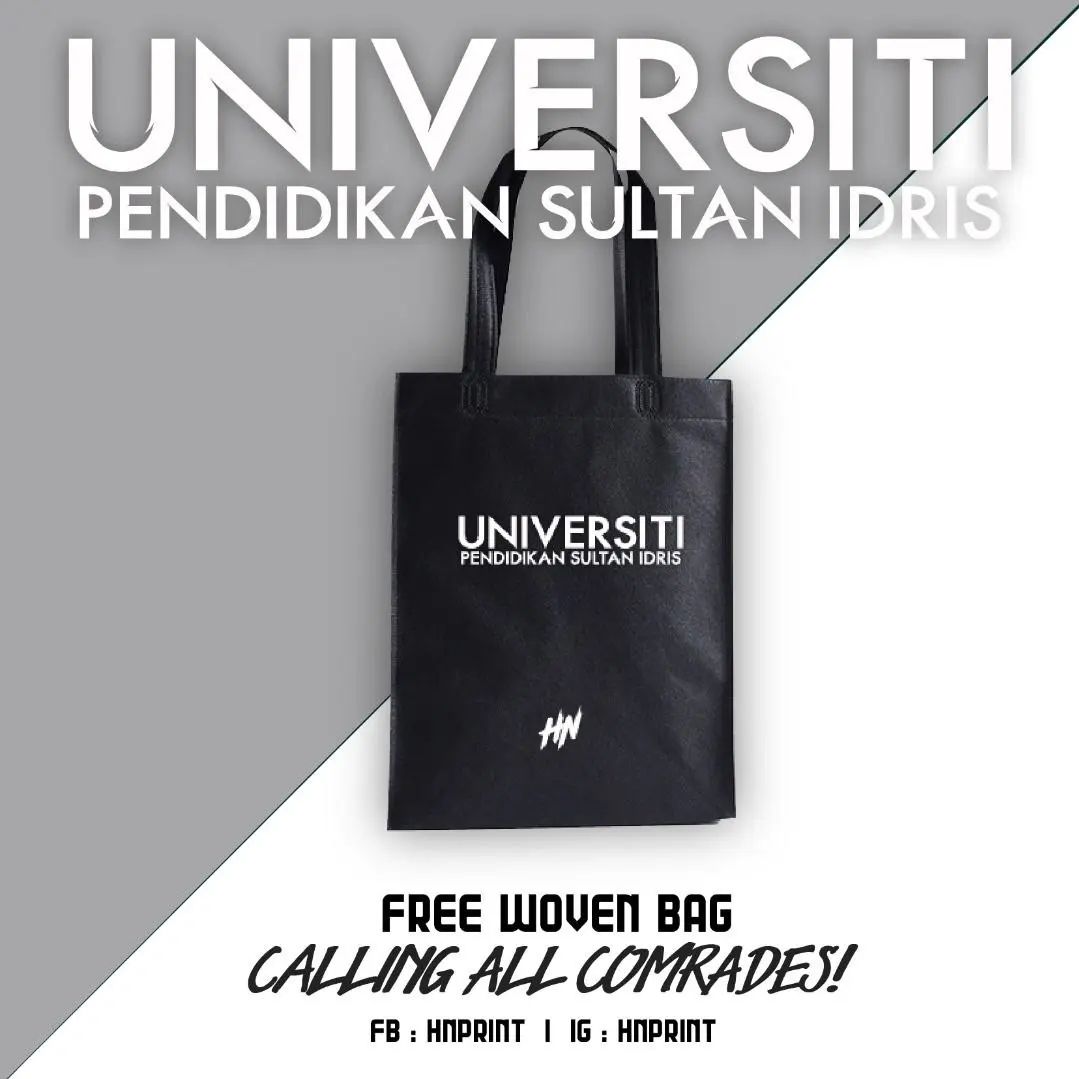 UNIVERSITI
PENDIDIKAN SULTAN IDRIS
UNIVERSITI
PENDIDIKAN SULTAN IDRIS
HN
FREE WOVEN BAG
CALLING ALL COMRADES!
FB : HNPRINT | IG : HNPRINT